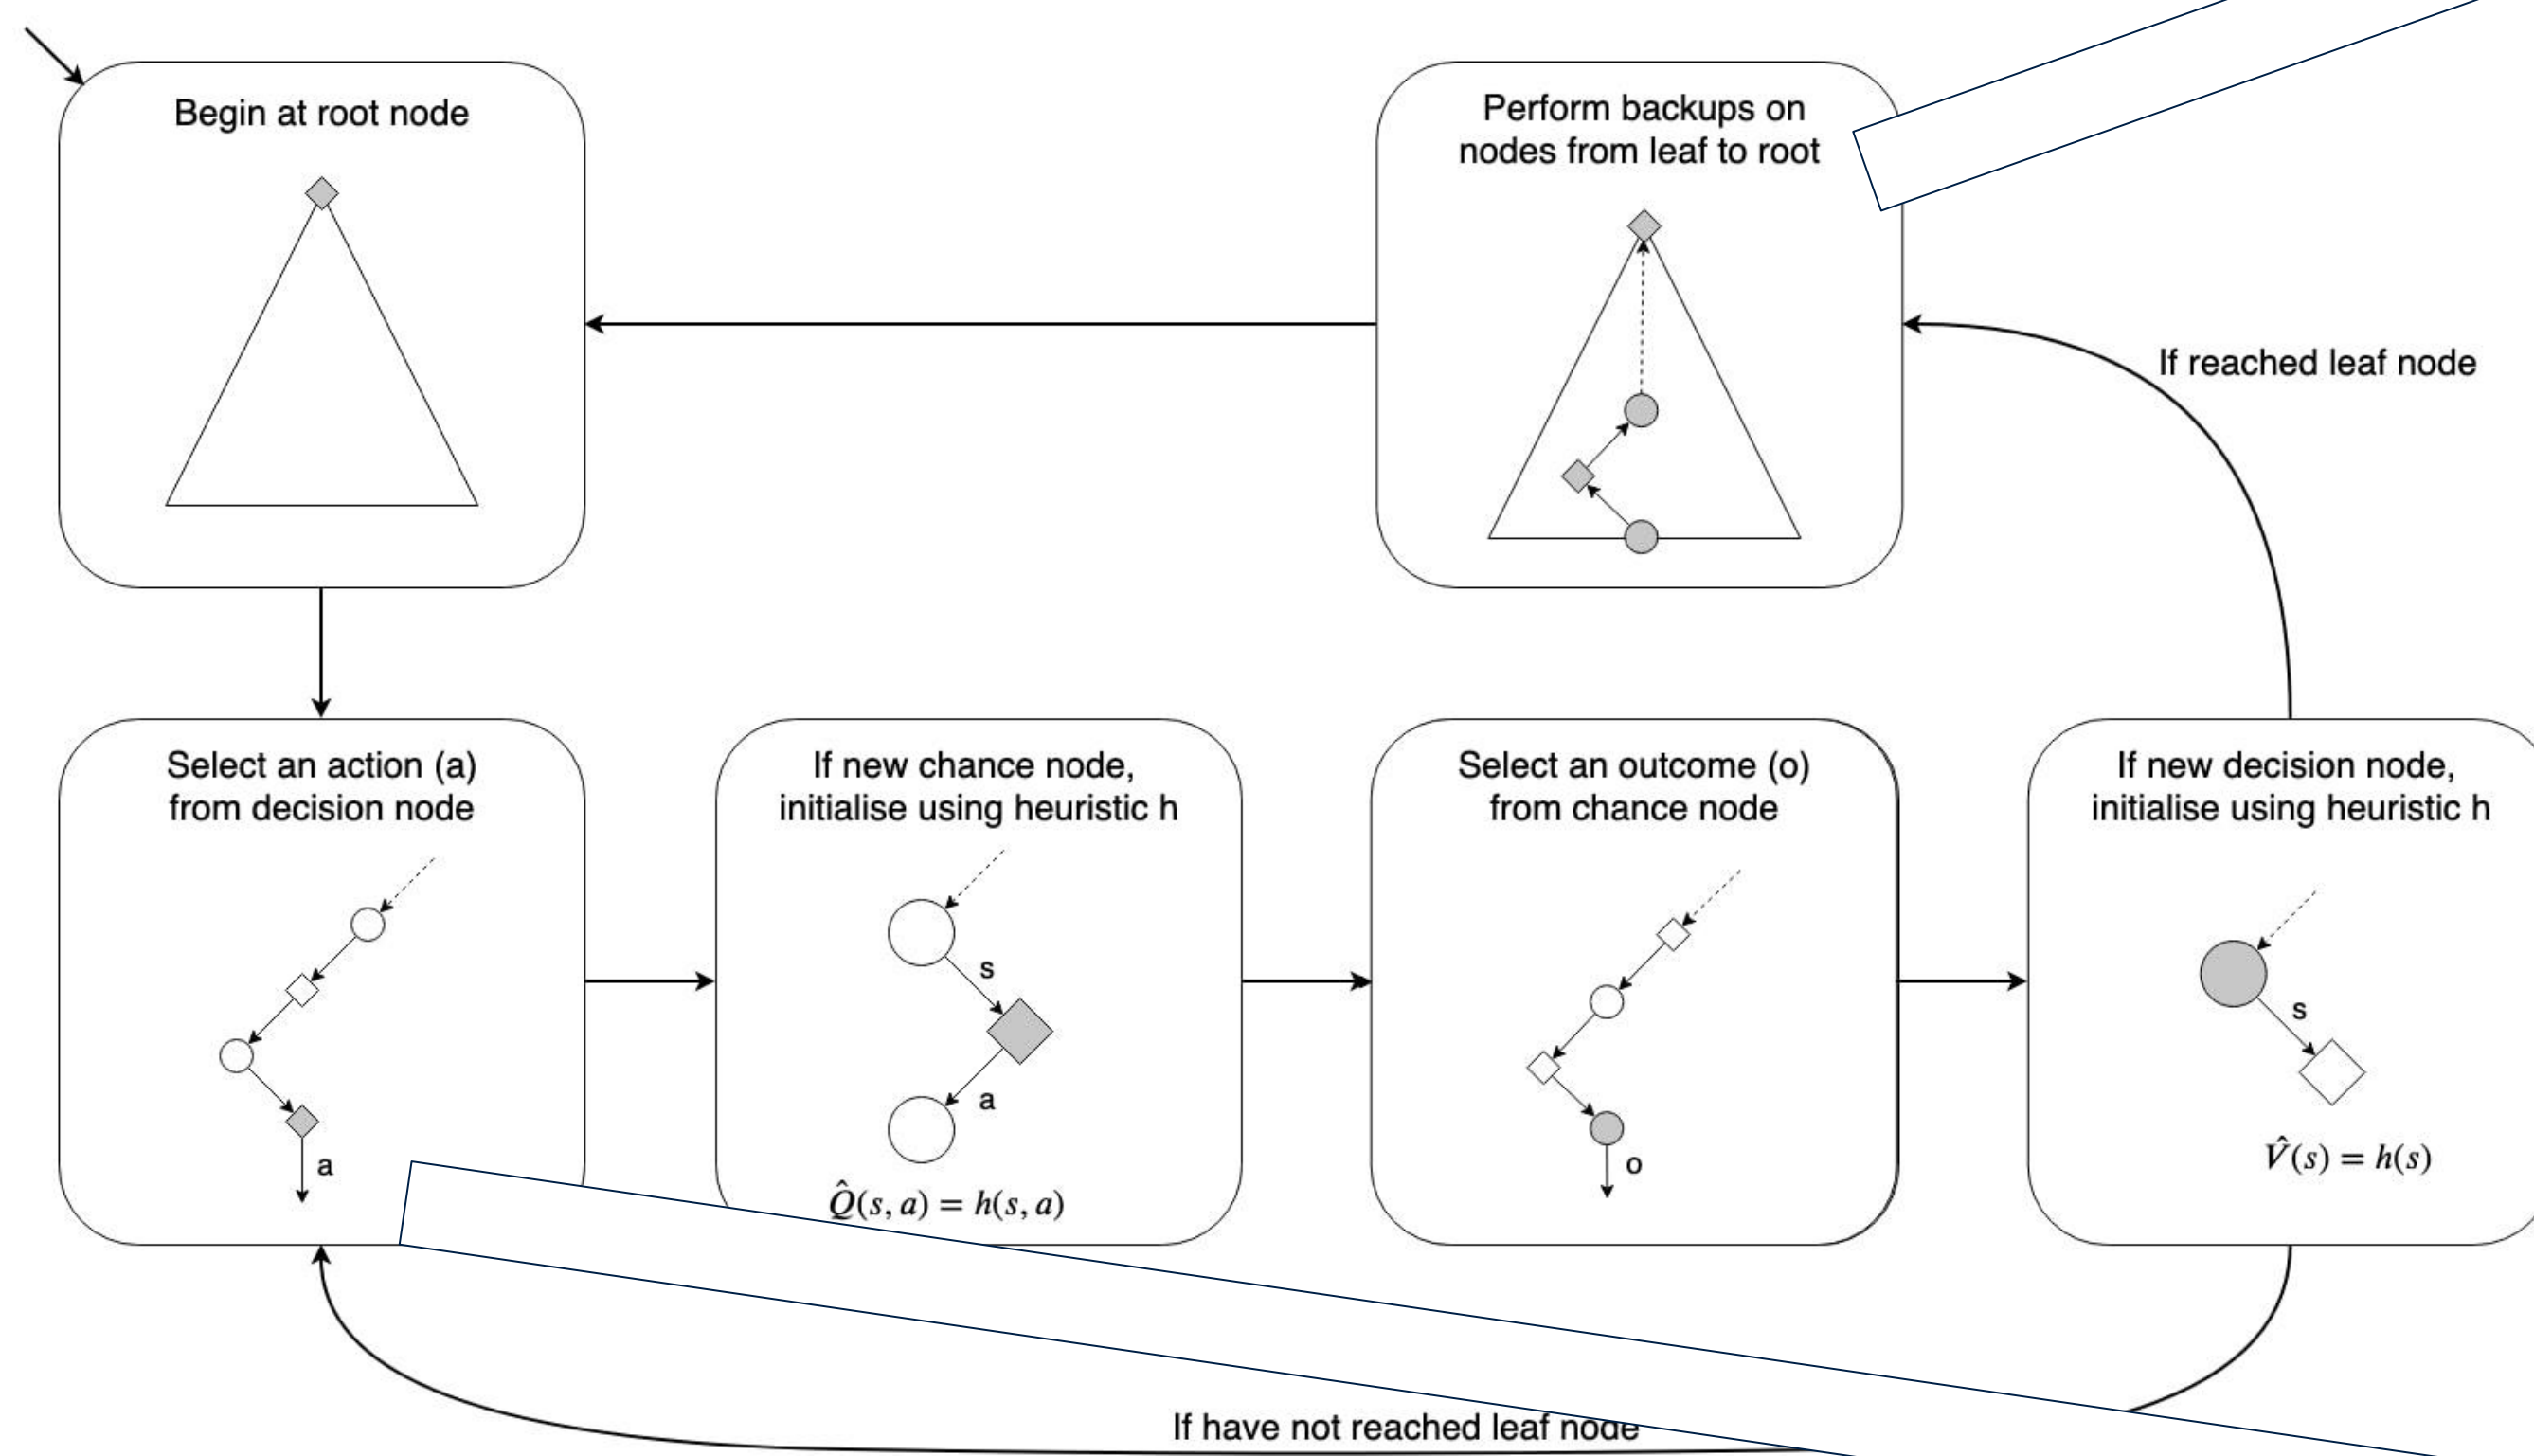 Begin at root node
Perform backups on
nodes from leaf to root
If reached leaf node
Select an action (a)
from decision node
a
If new chance node,
initialise using heuristic h
s
a
Q̂(s, a) = h(s, a)
Select an outcome (o)
from chance node
o
If new decision node,
initialise using heuristic h
s
V̂(s) = h(s)
If have not reached leaf node